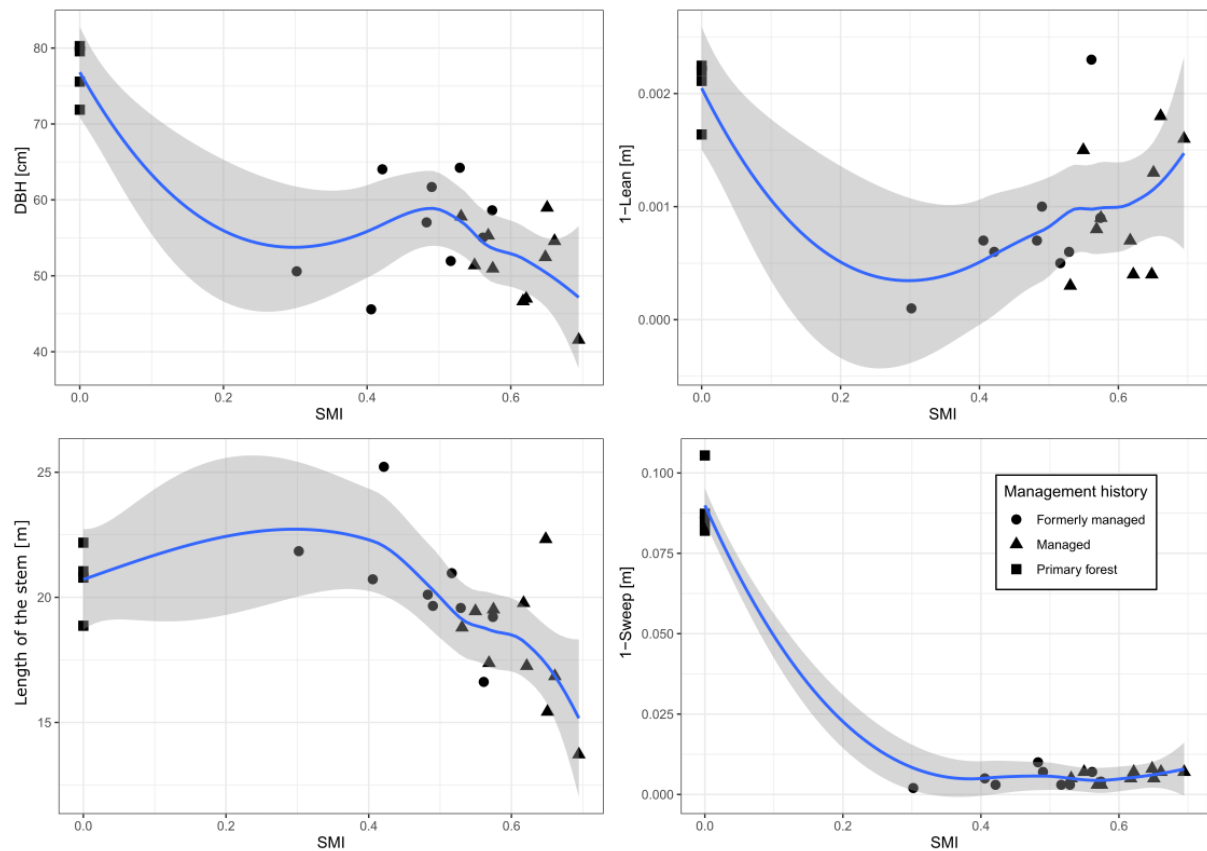 80
70
60
50
40
DBH [cm]
0.0 0.2 0.4 0.6
SMI
0.002
0.001
0.000
1−Lean [m]
0.0 0.2 0.4 0.6
SMI
25
20
15
Length of the stem [m]
0.0 0.2 0.4 0.6
SMI
0.100
0.075
0.050
0.025
0.000
1−Sweep [m]
Management history
Formerly managed
Managed
Primary forest
0.0 0.2 0.4 0.6
SMI